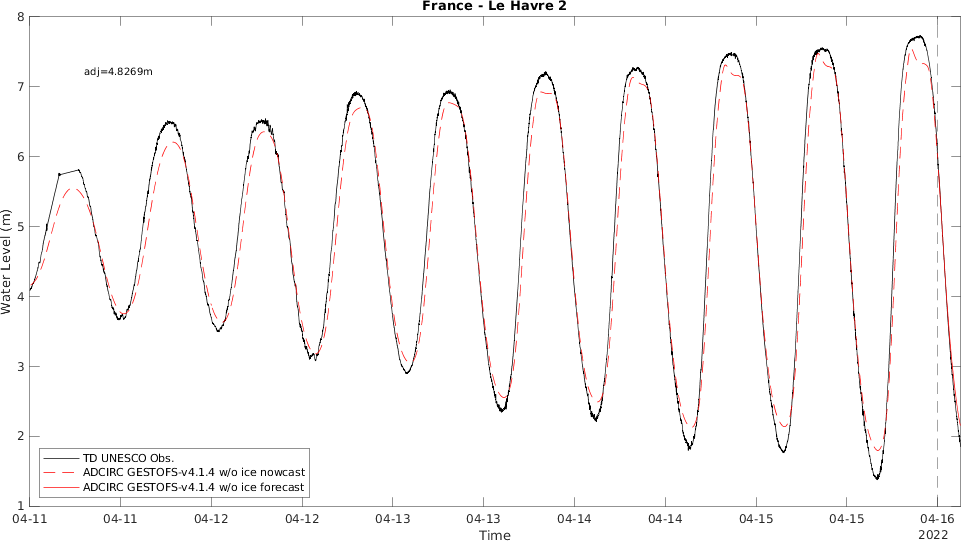 France - Le Havre 2
8
adj=4.8269m
7
6
5
4
3
2
1
Water Level (m)
TD UNESCO Obs.
ADCIRC GESTOFS-v4.1.4 w/o ice nowcast
ADCIRC GESTOFS-v4.1.4 w/o ice forecast
04-11 04-11 04-12 04-12 04-13 04-13 04-14 04-14 04-15 04-15 04-16
Time 2022